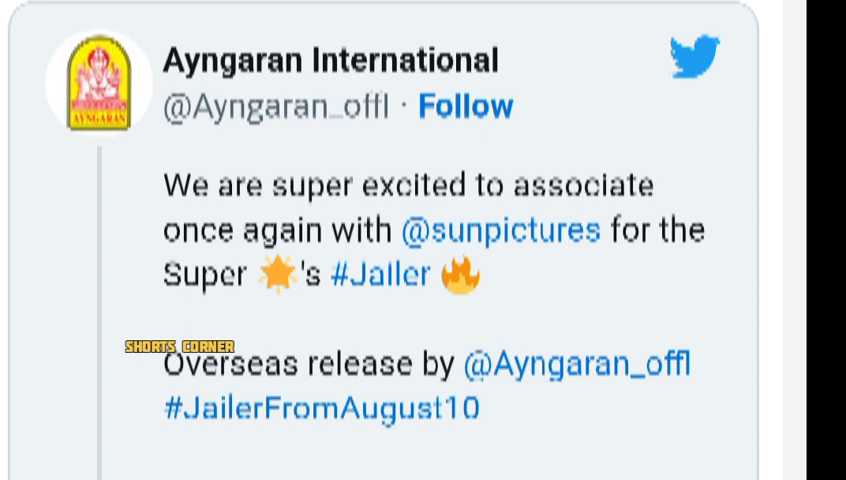 Ayngaran International
@Ayngaran_offl · Follow
AYNGARAN
We are super excited to associate
once again with @sunpictures for the
Super 🌟's #Jailer 🔥
SHORTS CORNER
Overseas release by @Ayngaran_offl
#JailerFromAugust10